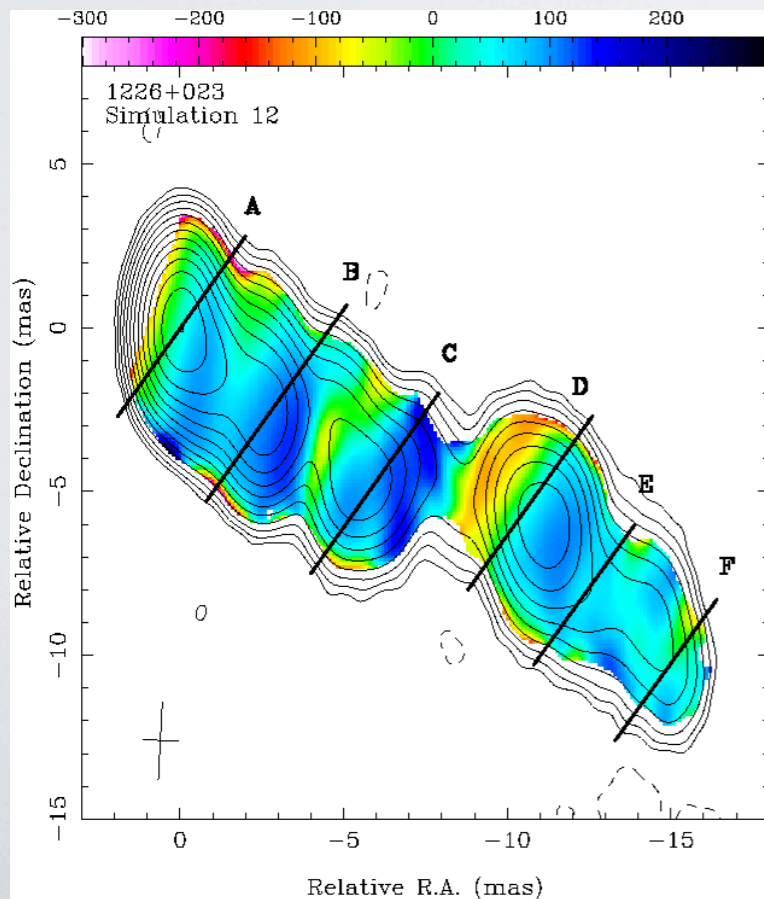 -300 -200 -100 0 100 200
1226+023
Simulation 12
A
B
C
D
E
F
5
0
-5
-10
-15
Relative Declination (mas)
0 -5 -10 -15
Relative R.A. (mas)